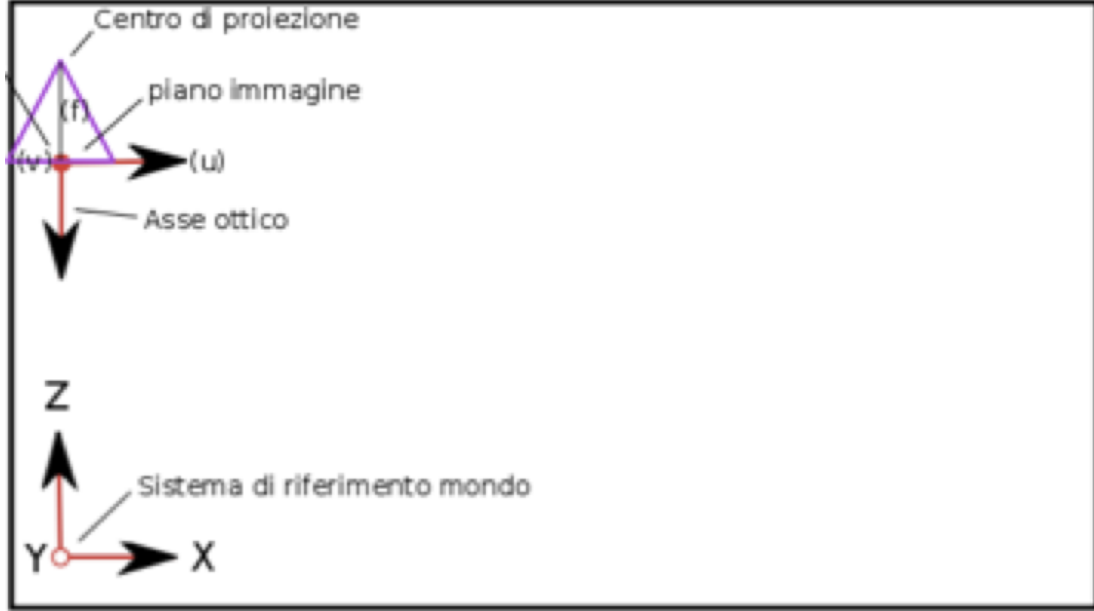 Centro di proiezione
piano immagine
(f)
(v)
(u)
Asse ottico
Z
Sistema di riferimento mondo
Y
X